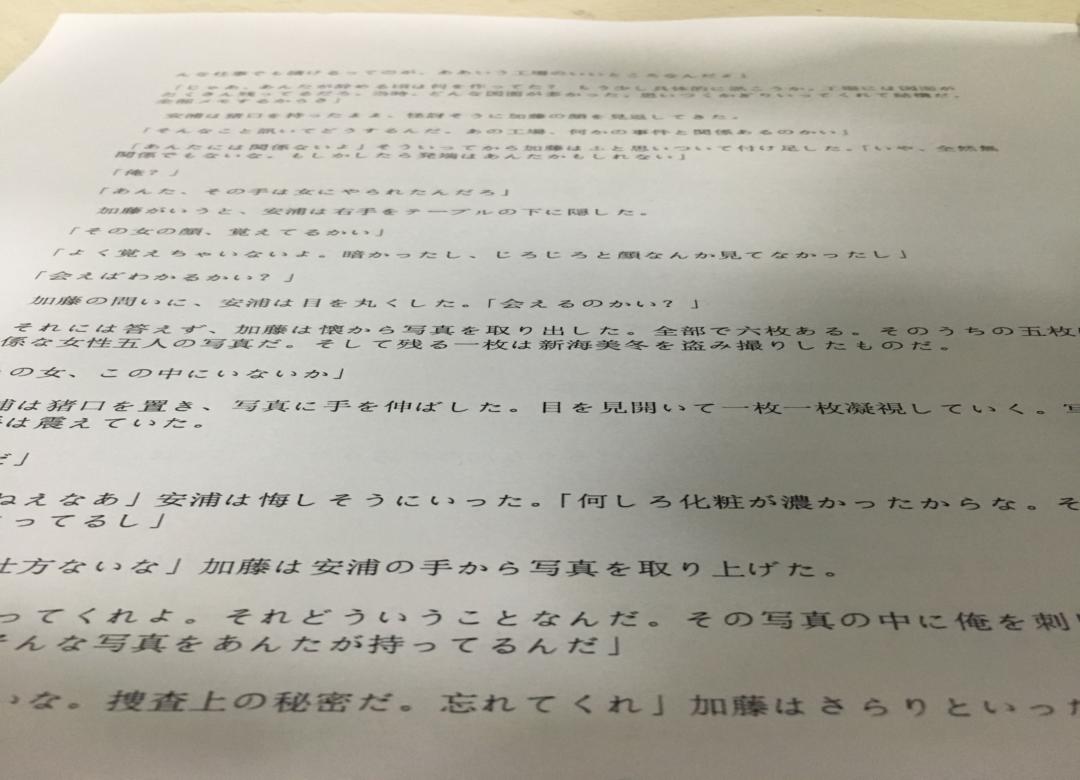 んな仕事でも請けるってのが、ああいう工場のいいところなんだよ」
「じゃあ、あんたが辞める頃は何を作ってた? もう少し具体的に訊こうか。工場には図面が
たくさん残ってるだろ。当時、どんな図面が多かった。思いつくかぎりいってくれて結構だ。
全部メモするからさ」
安浦は猪口を持ったまま、怪訝そうに加藤の顔を見返してきた。
「そんなこと訊いてどうするんだ。あの工場、何かの事件と関係あるのかい」
「あんたには関係ないよ」そういってから加藤はふと思いついて付け足した。「いや、全然無
関係でもないな。もしかしたら発端はあんたかもしれない」
「俺?」
「あんた、その手は女にやられたんだろ」
加藤がいうと、安浦は右手をテーブルの下に隠した。
「その女の顔、覚えてるかい」
「よく覚えちゃいないよ。暗かったし、じろじろと顔なんか見てなかったし」
「会えばわかるかい?」
加藤の問いに、安浦は目を丸くした。「会えるのかい?」
それには答えず、加藤は懐から写真を取り出した。全部で六枚ある。そのうちの五枚
係な女性五人の写真だ。そして残る一枚は新海美冬を盗み撮りしたものだ。
の女、この中にいないか」
浦は猪口を置き、写真に手を伸ばした。目を見開いて一枚一枚凝視していく。写
は震えていた。
だ」
ねえなあ」安浦は悔しそうにいった。「何しろ化粧が濃かったからな。そ
ってるし」
仕方ないな」加藤は安浦の手から写真を取り上げた。
ってくれよ。それどういうことなんだ。その写真の中に俺を刺
そんな写真をあんたが持ってるんだ」
いな。捜査上の秘密だ。忘れてくれ」加藤はさらりといった